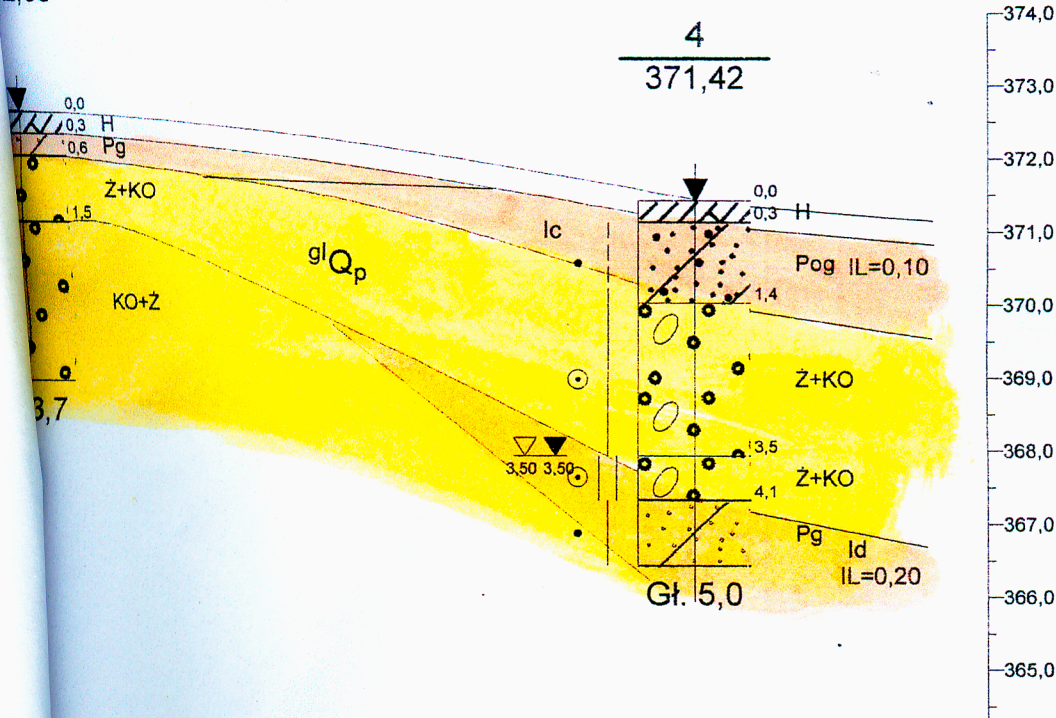 4
371,42
0,0
0,3 H
0,6 Pg
Ż+KO
1,5
KO+Ż
3,7
glQp
Ic
3,50 3,50
0,0
0,3 H
Pog IL=0,10
1,4
Ż+KO
3,5
Ż+KO
4,1
Pg
Id
IL=0,20
Gł. 5,0
374,0
373,0
372,0
371,0
370,0
369,0
368,0
367,0
366,0
365,0